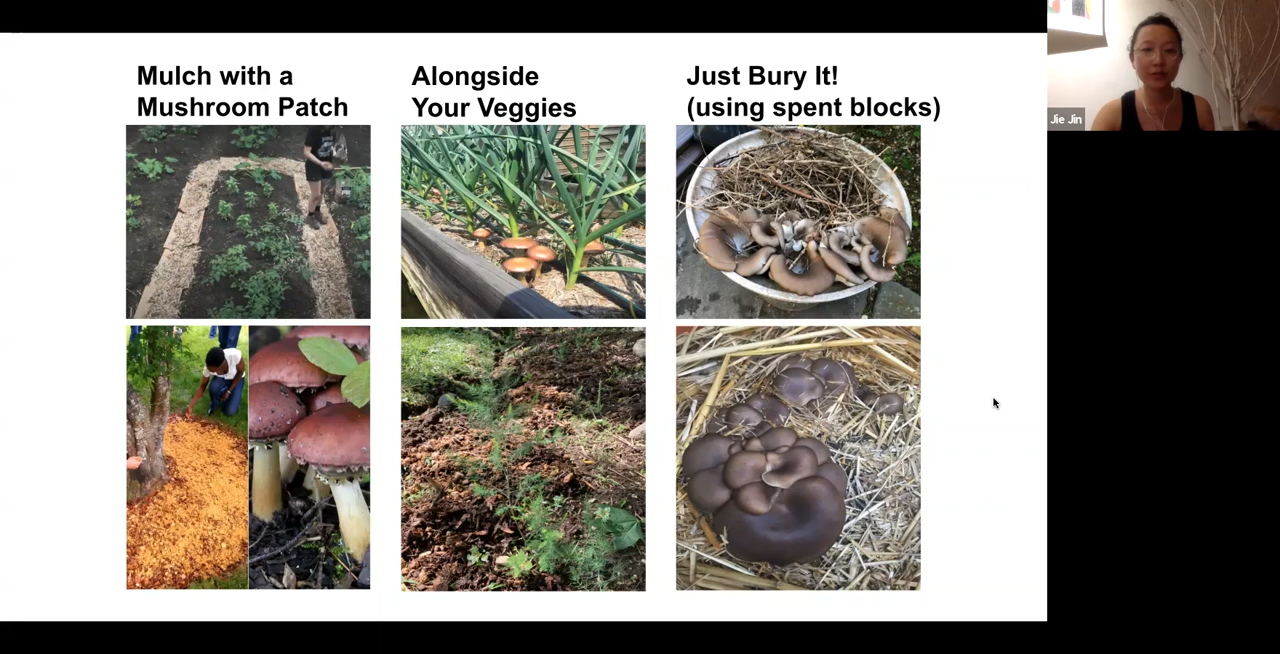 Mulch with a
Mushroom Patch
Alongside
Your Veggies
Just Bury It!
(using spent blocks)
Jie Jin